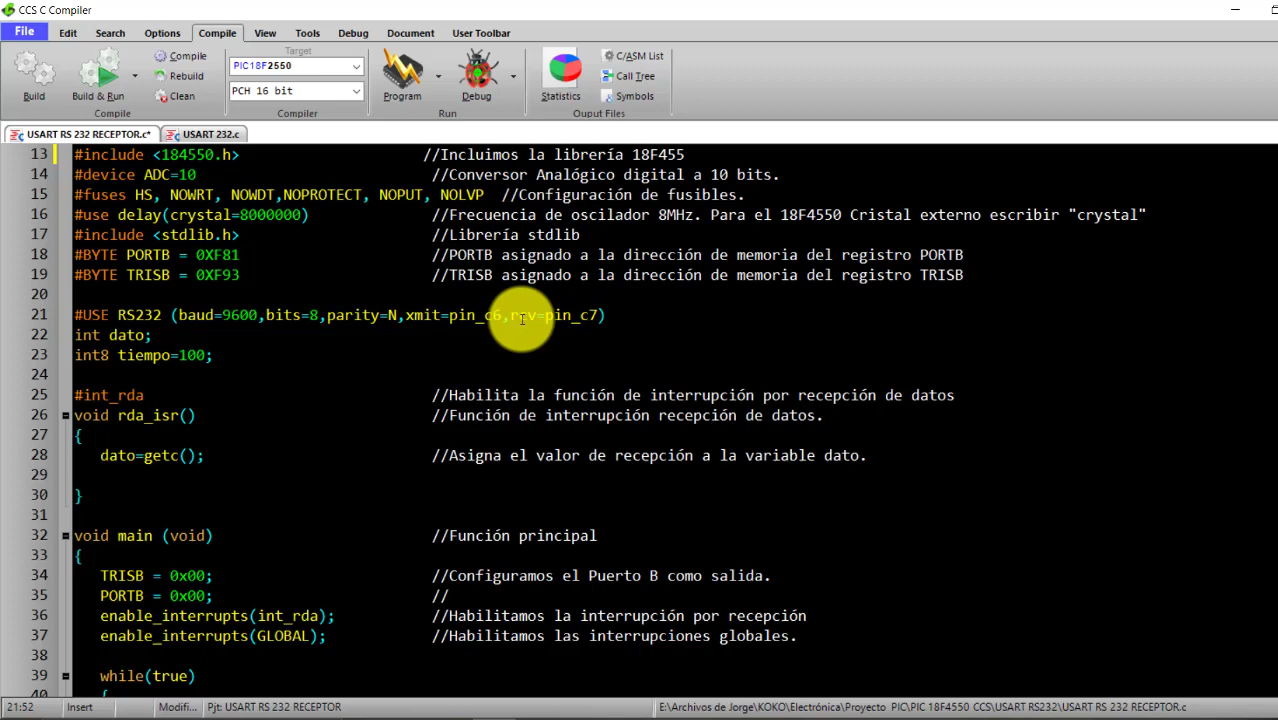 CCS C Compiler
File Edit Search Options Compile View Tools Debug Document User Toolbar
Build
Build & Run
Compile
Rebuild
Clean
Compile
Target
PIC18F2550
PCH 16 bit
Compiler
Program
Debug
Run
Statistics
C/ASM List
Call Tree
Symbols
Ouput Files
USART RS 232 RECEPTOR.c* USART 232.c
13 #include <184550.h> //Incluimos la librería 18F455
14 #device ADC=10 //Conversor Analógico digital a 10 bits.
15 #fuses HS, NOWRT, NOWDT,NOPROTECT, NOPUT, NOLVP //Configuración de fusibles.
16 #use delay(crystal=8000000) //Frecuencia de oscilador 8MHz. Para el 18F4550 Cristal externo escribir "crystal"
17 #include <stdlib.h> //Librería stdlib
18 #BYTE PORTB = 0XF81 //PORTB asignado a la dirección de memoria del registro PORTB
19 #BYTE TRISB = 0XF93 //TRISB asignado a la dirección de memoria del registro TRISB
20
21 #USE RS232 (baud=9600,bits=8,parity=N,xmit=pin_c6,rcv=pin_c7)
22 int dato;
23 int8 tiempo=100;
24
25 #int_rda //Habilita la función de interrupción por recepción de datos
26 void rda_isr() //Función de interrupción recepción de datos.
27 {
28 dato=getc(); //Asigna el valor de recepción a la variable dato.
29
30 }
31
32 void main (void) //Función principal
33 {
34 TRISB = 0x00; //Configuramos el Puerto B como salida.
35 PORTB = 0x00; //
36 enable_interrupts(int_rda); //Habilitamos la interrupción por recepción
37 enable_interrupts(GLOBAL); //Habilitamos las interrupciones globales.
38
39 while(true)
40 {
21:52 Insert Modifi... Pjt: USART RS 232 RECEPTOR E:\Archivos de Jorge\KOKO\Electrónica\Proyecto PIC\PIC 18F4550 CCS\USART RS232\USART RS 232 RECEPTOR.c